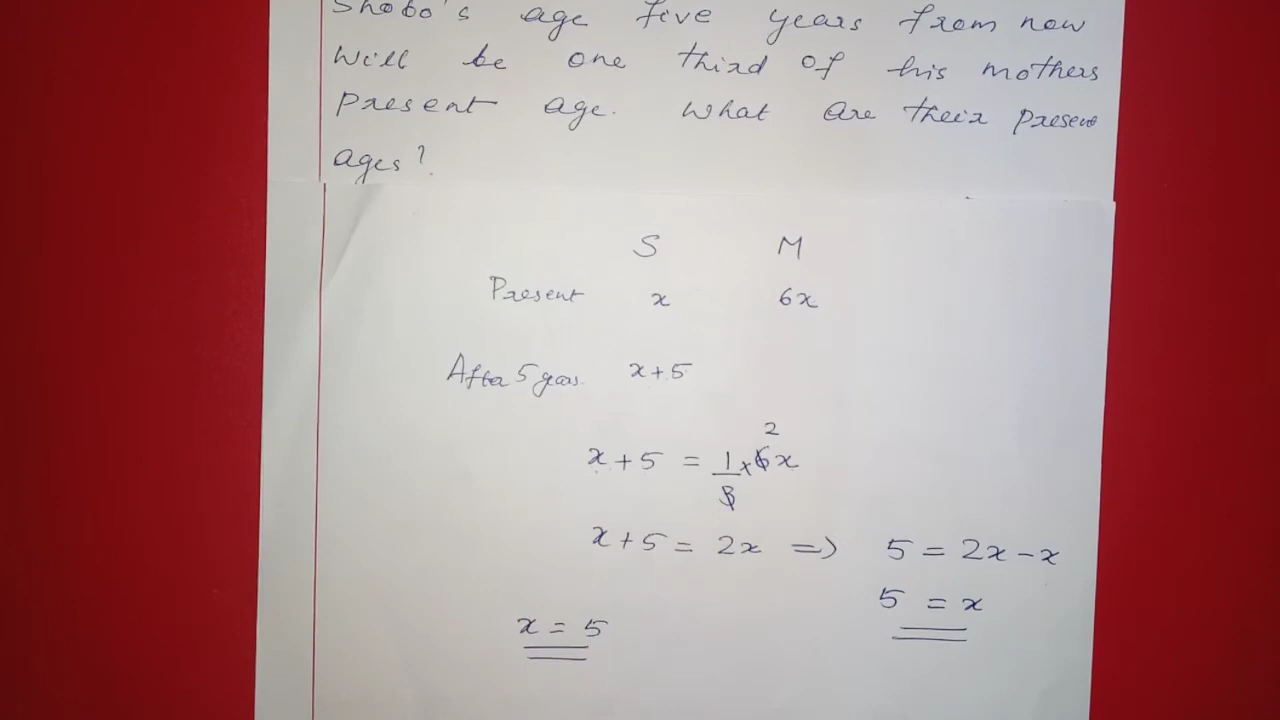 Shobo's age five years from now
will be one third of his mothers
present age. What are their present
ages?
S M
Present x 6x
After 5 years. x+5
x+5 = 1/3 × 6x 2
x+5 = 2x => 5 = 2x-x
5 = x
x = 5